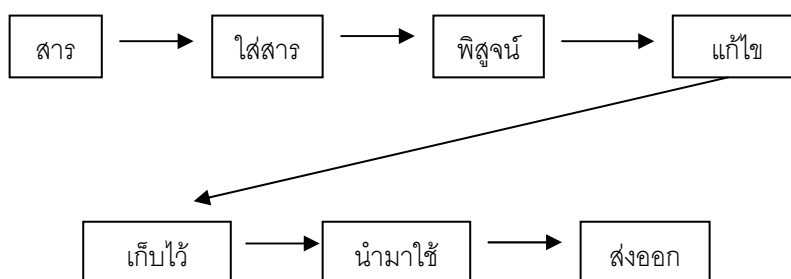 สาร ใส่สาร พิสูจน์ แก้ไข
เก็บไว้ นำมาใช้ ส่งออก